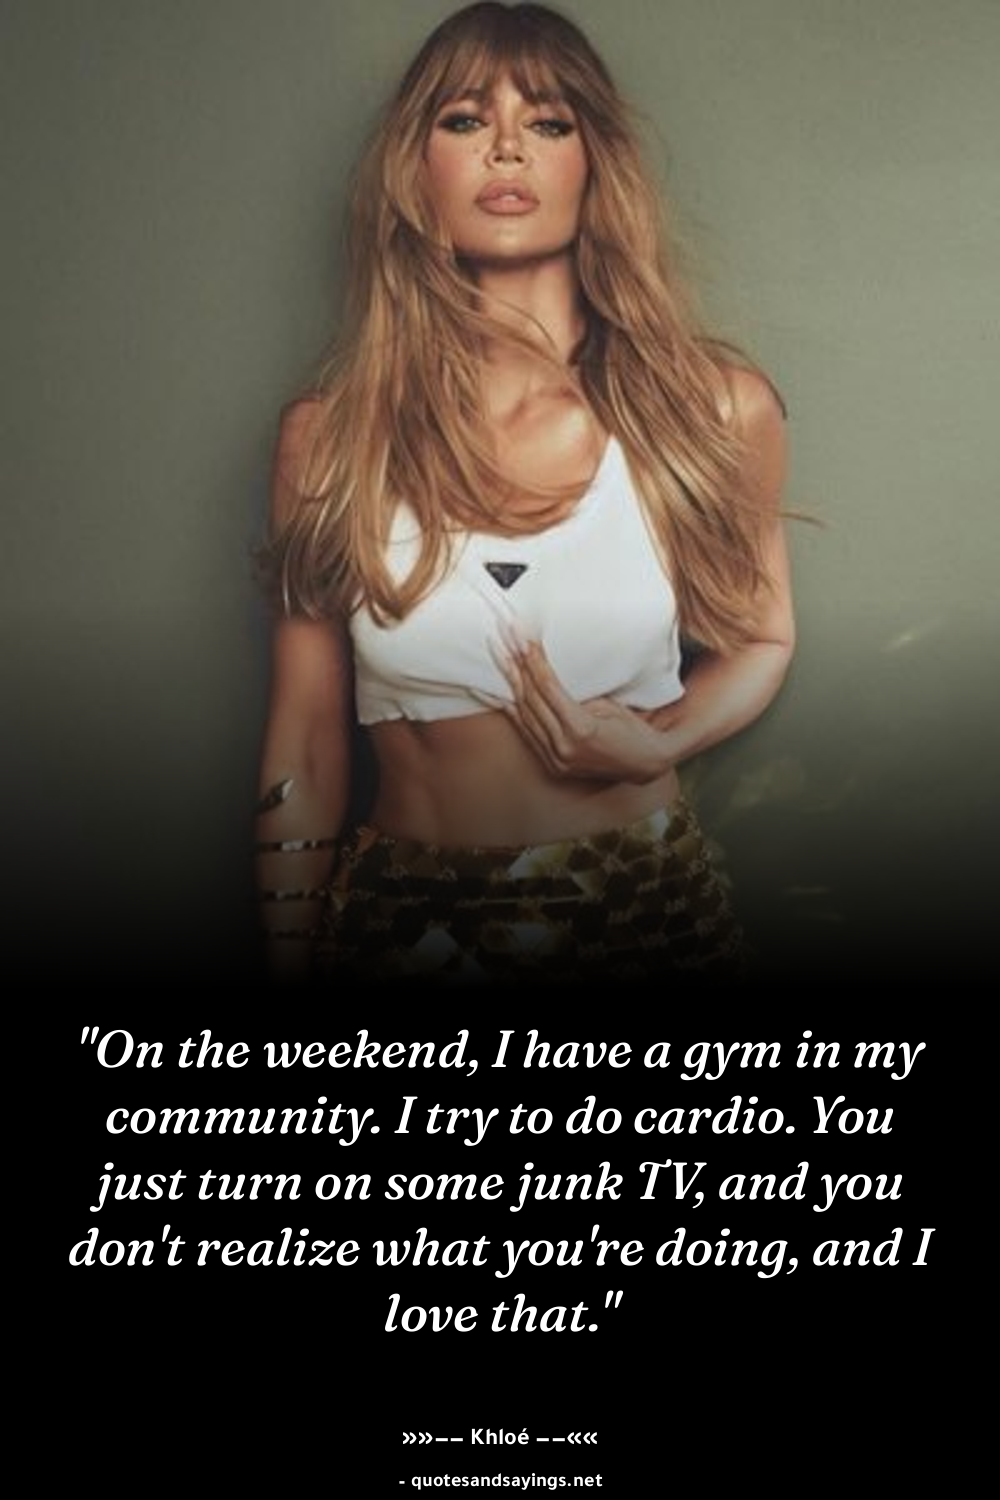 "On the weekend, I have a gym in my
community. I try to do cardio. You
just turn on some junk TV, and you
don't realize what you're doing, and I
love that."
»»−− Khloé −−««
- quotesandsayings.net